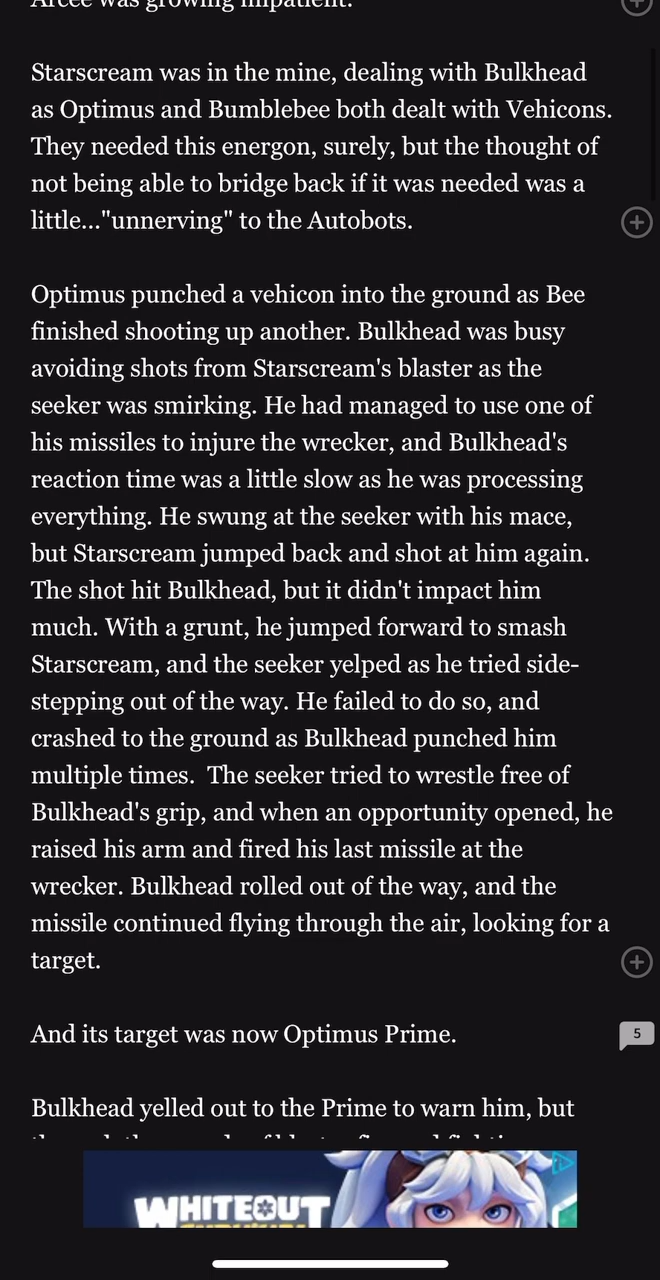 Arcee was growing impatient.
Starscream was in the mine, dealing with Bulkhead
as Optimus and Bumblebee both dealt with Vehicons.
They needed this energon, surely, but the thought of
not being able to bridge back if it was needed was a
little..."unnerving" to the Autobots.
Optimus punched a vehicon into the ground as Bee
finished shooting up another. Bulkhead was busy
avoiding shots from Starscream's blaster as the
seeker was smirking. He had managed to use one of
his missiles to injure the wrecker, and Bulkhead's
reaction time was a little slow as he was processing
everything. He swung at the seeker with his mace,
but Starscream jumped back and shot at him again.
The shot hit Bulkhead, but it didn't impact him
much. With a grunt, he jumped forward to smash
Starscream, and the seeker yelped as he tried side-
stepping out of the way. He failed to do so, and
crashed to the ground as Bulkhead punched him
multiple times.  The seeker tried to wrestle free of
Bulkhead's grip, and when an opportunity opened, he
raised his arm and fired his last missile at the
wrecker. Bulkhead rolled out of the way, and the
missile continued flying through the air, looking for a
target.
And its target was now Optimus Prime.
5
Bulkhead yelled out to the Prime to warn him, but
WHITEOUT